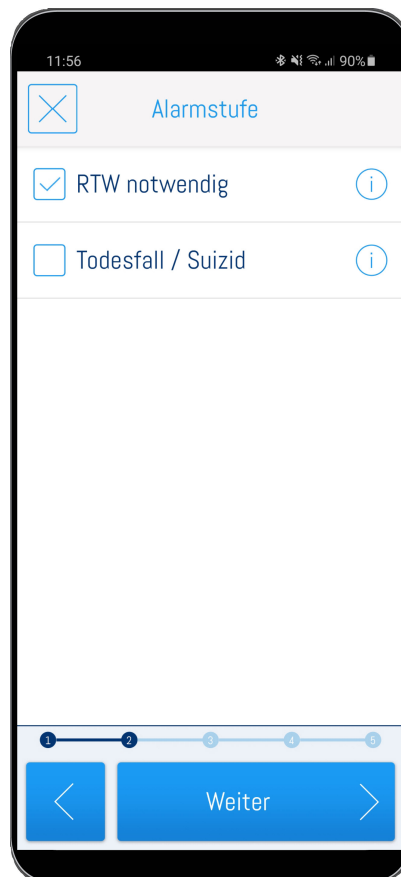 11:56 90%
Alarmstufe
RTW notwendig
i
Todesfall / Suizid
i
1 2 3 4 5
Weiter